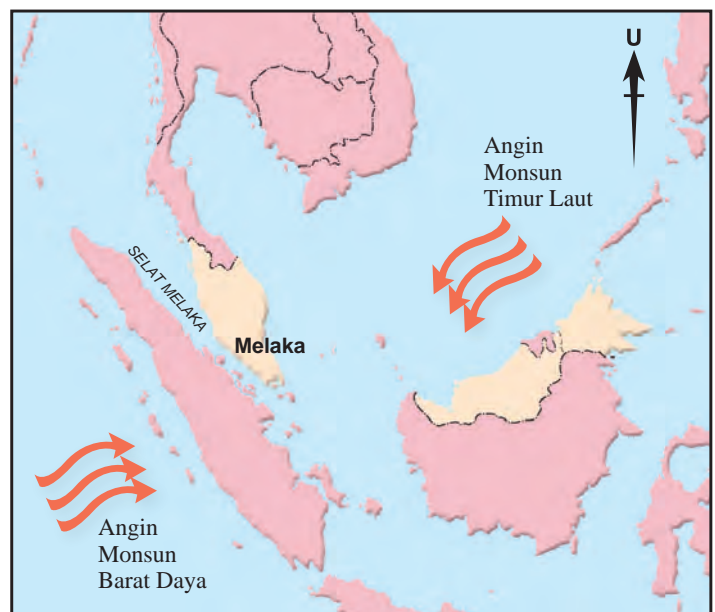 U
Angin
Monsun
Timur Laut
SELAT MELAKA
Melaka
Angin
Monsun
Barat Daya